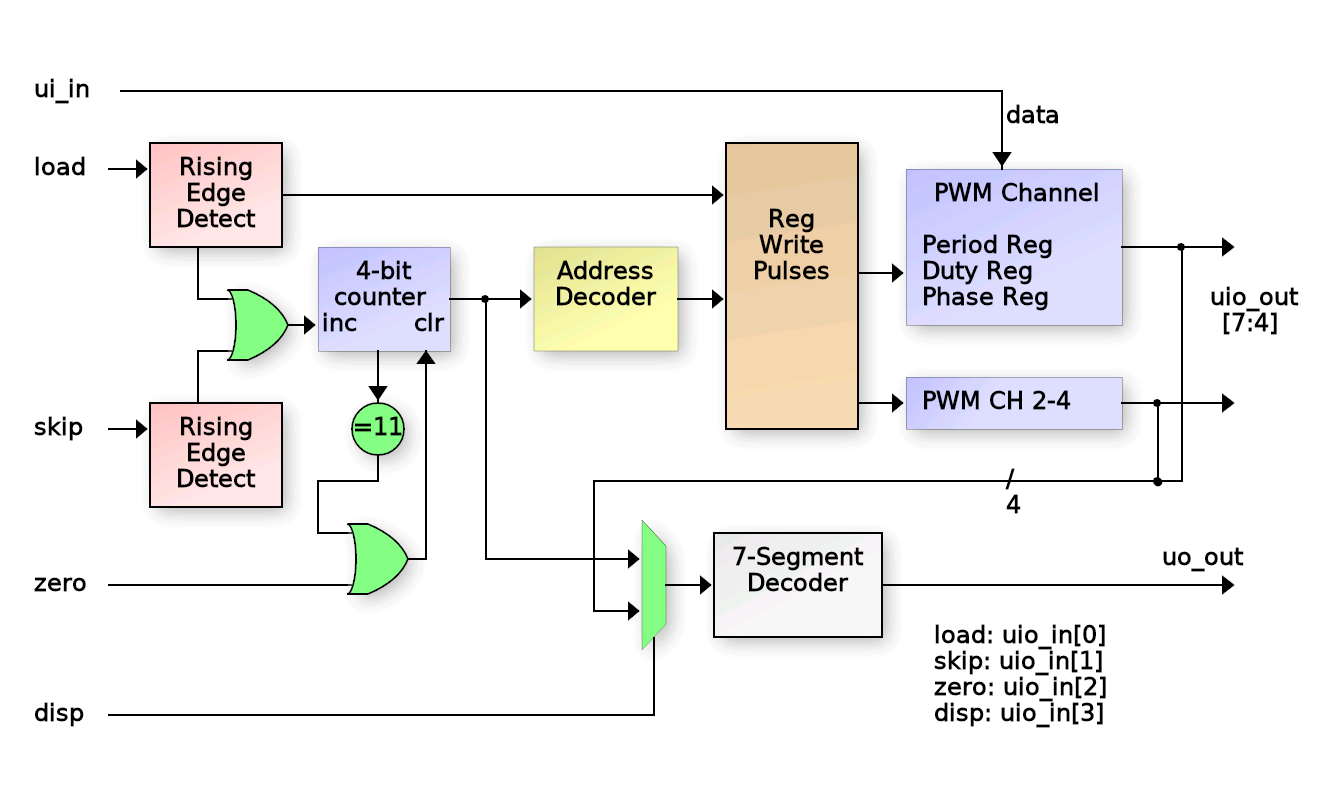 ui_in
data
load
Rising
Edge
Detect
Reg
Write
Pulses
PWM Channel
Period Reg
Duty Reg
Phase Reg
4-bit
counter
inc clr
Address
Decoder
uio_out
[7:4]
PWM CH 2-4
skip
Rising
Edge
Detect
=11
/
4
7-Segment
Decoder
uo_out
zero
load: uio_in[0]
skip: uio_in[1]
zero: uio_in[2]
disp: uio_in[3]
disp